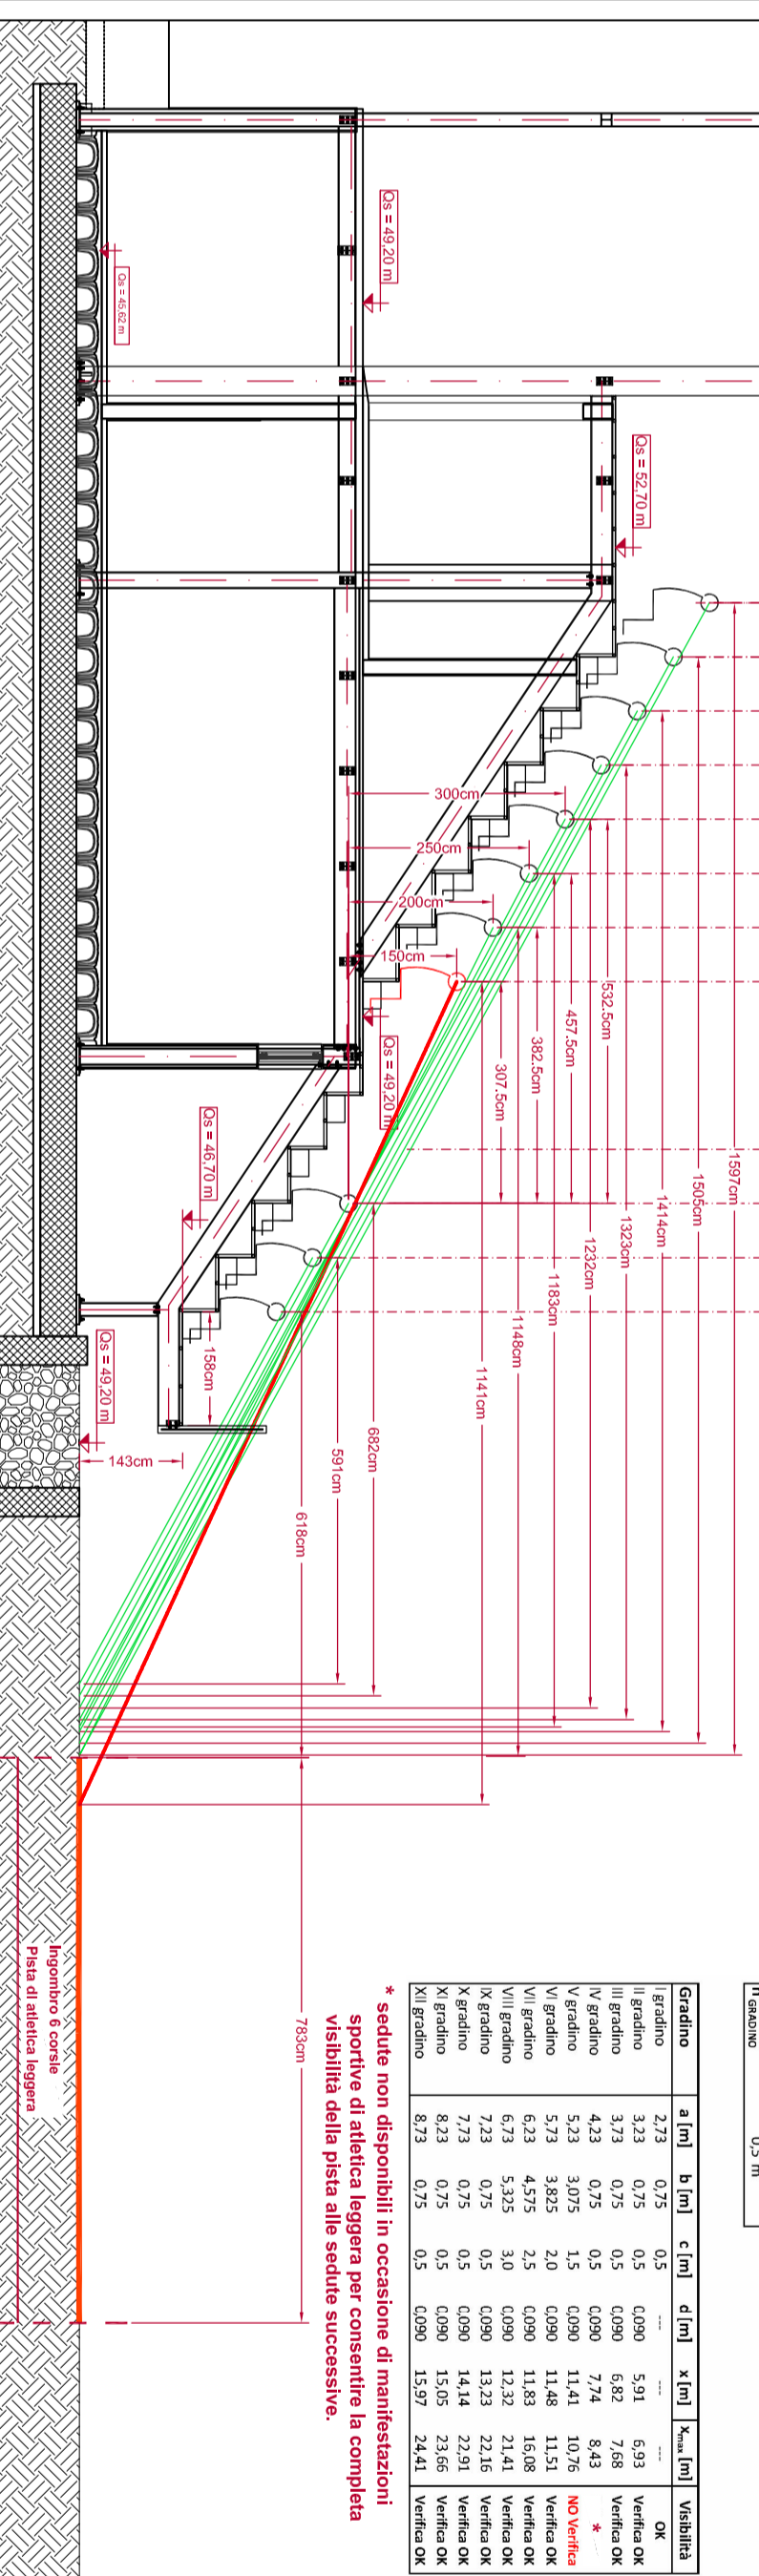 n GRADINO 0,5 m
Gradino a [m] b [m] c [m] d [m] x [m] xmax [m] Visibilità
I gradino 2,73 0,75 0,5 --- --- --- OK
II gradino 3,23 0,75 0,5 0,090 5,91 6,93 Verifica OK
III gradino 3,73 0,75 0,5 0,090 6,82 7,68 Verifica OK
IV gradino 4,23 0,75 0,5 0,090 7,74 8,43 *
V gradino 5,23 3,075 1,5 0,090 11,41 10,76 NO Verifica
VI gradino 5,73 3,825 2,0 0,090 11,48 11,51 Verifica OK
VII gradino 6,23 4,575 2,5 0,090 11,83 16,08 Verifica OK
VIII gradino 6,73 5,325 3,0 0,090 12,32 21,41 Verifica OK
IX gradino 7,23 0,75 0,5 0,090 13,23 22,16 Verifica OK
X gradino 7,73 0,75 0,5 0,090 14,14 22,91 Verifica OK
XI gradino 8,23 0,75 0,5 0,090 15,05 23,66 Verifica OK
XII gradino 8,73 0,75 0,5 0,090 15,97 24,41 Verifica OK
* sedute non disponibili in occasione di manifestazioni
sportive di atletica leggera per consentire la completa
visibilità della pista alle sedute successive.
1597cm
1505cm
1414cm
1323cm
1232cm
1183cm
1148cm
1141cm
532.5cm
457.5cm
382.5cm
307.5cm
682cm
591cm
618cm
783cm
300cm
250cm
200cm
150cm
158cm
143cm
Qs = 52,70 m
Qs = 49,20 m
Qs = 49,20 m
Qs = 45,62 m
Qs = 46,70 m
Qs = 49,20 m
Ingombro 6 corsie
Pista di atletica leggera